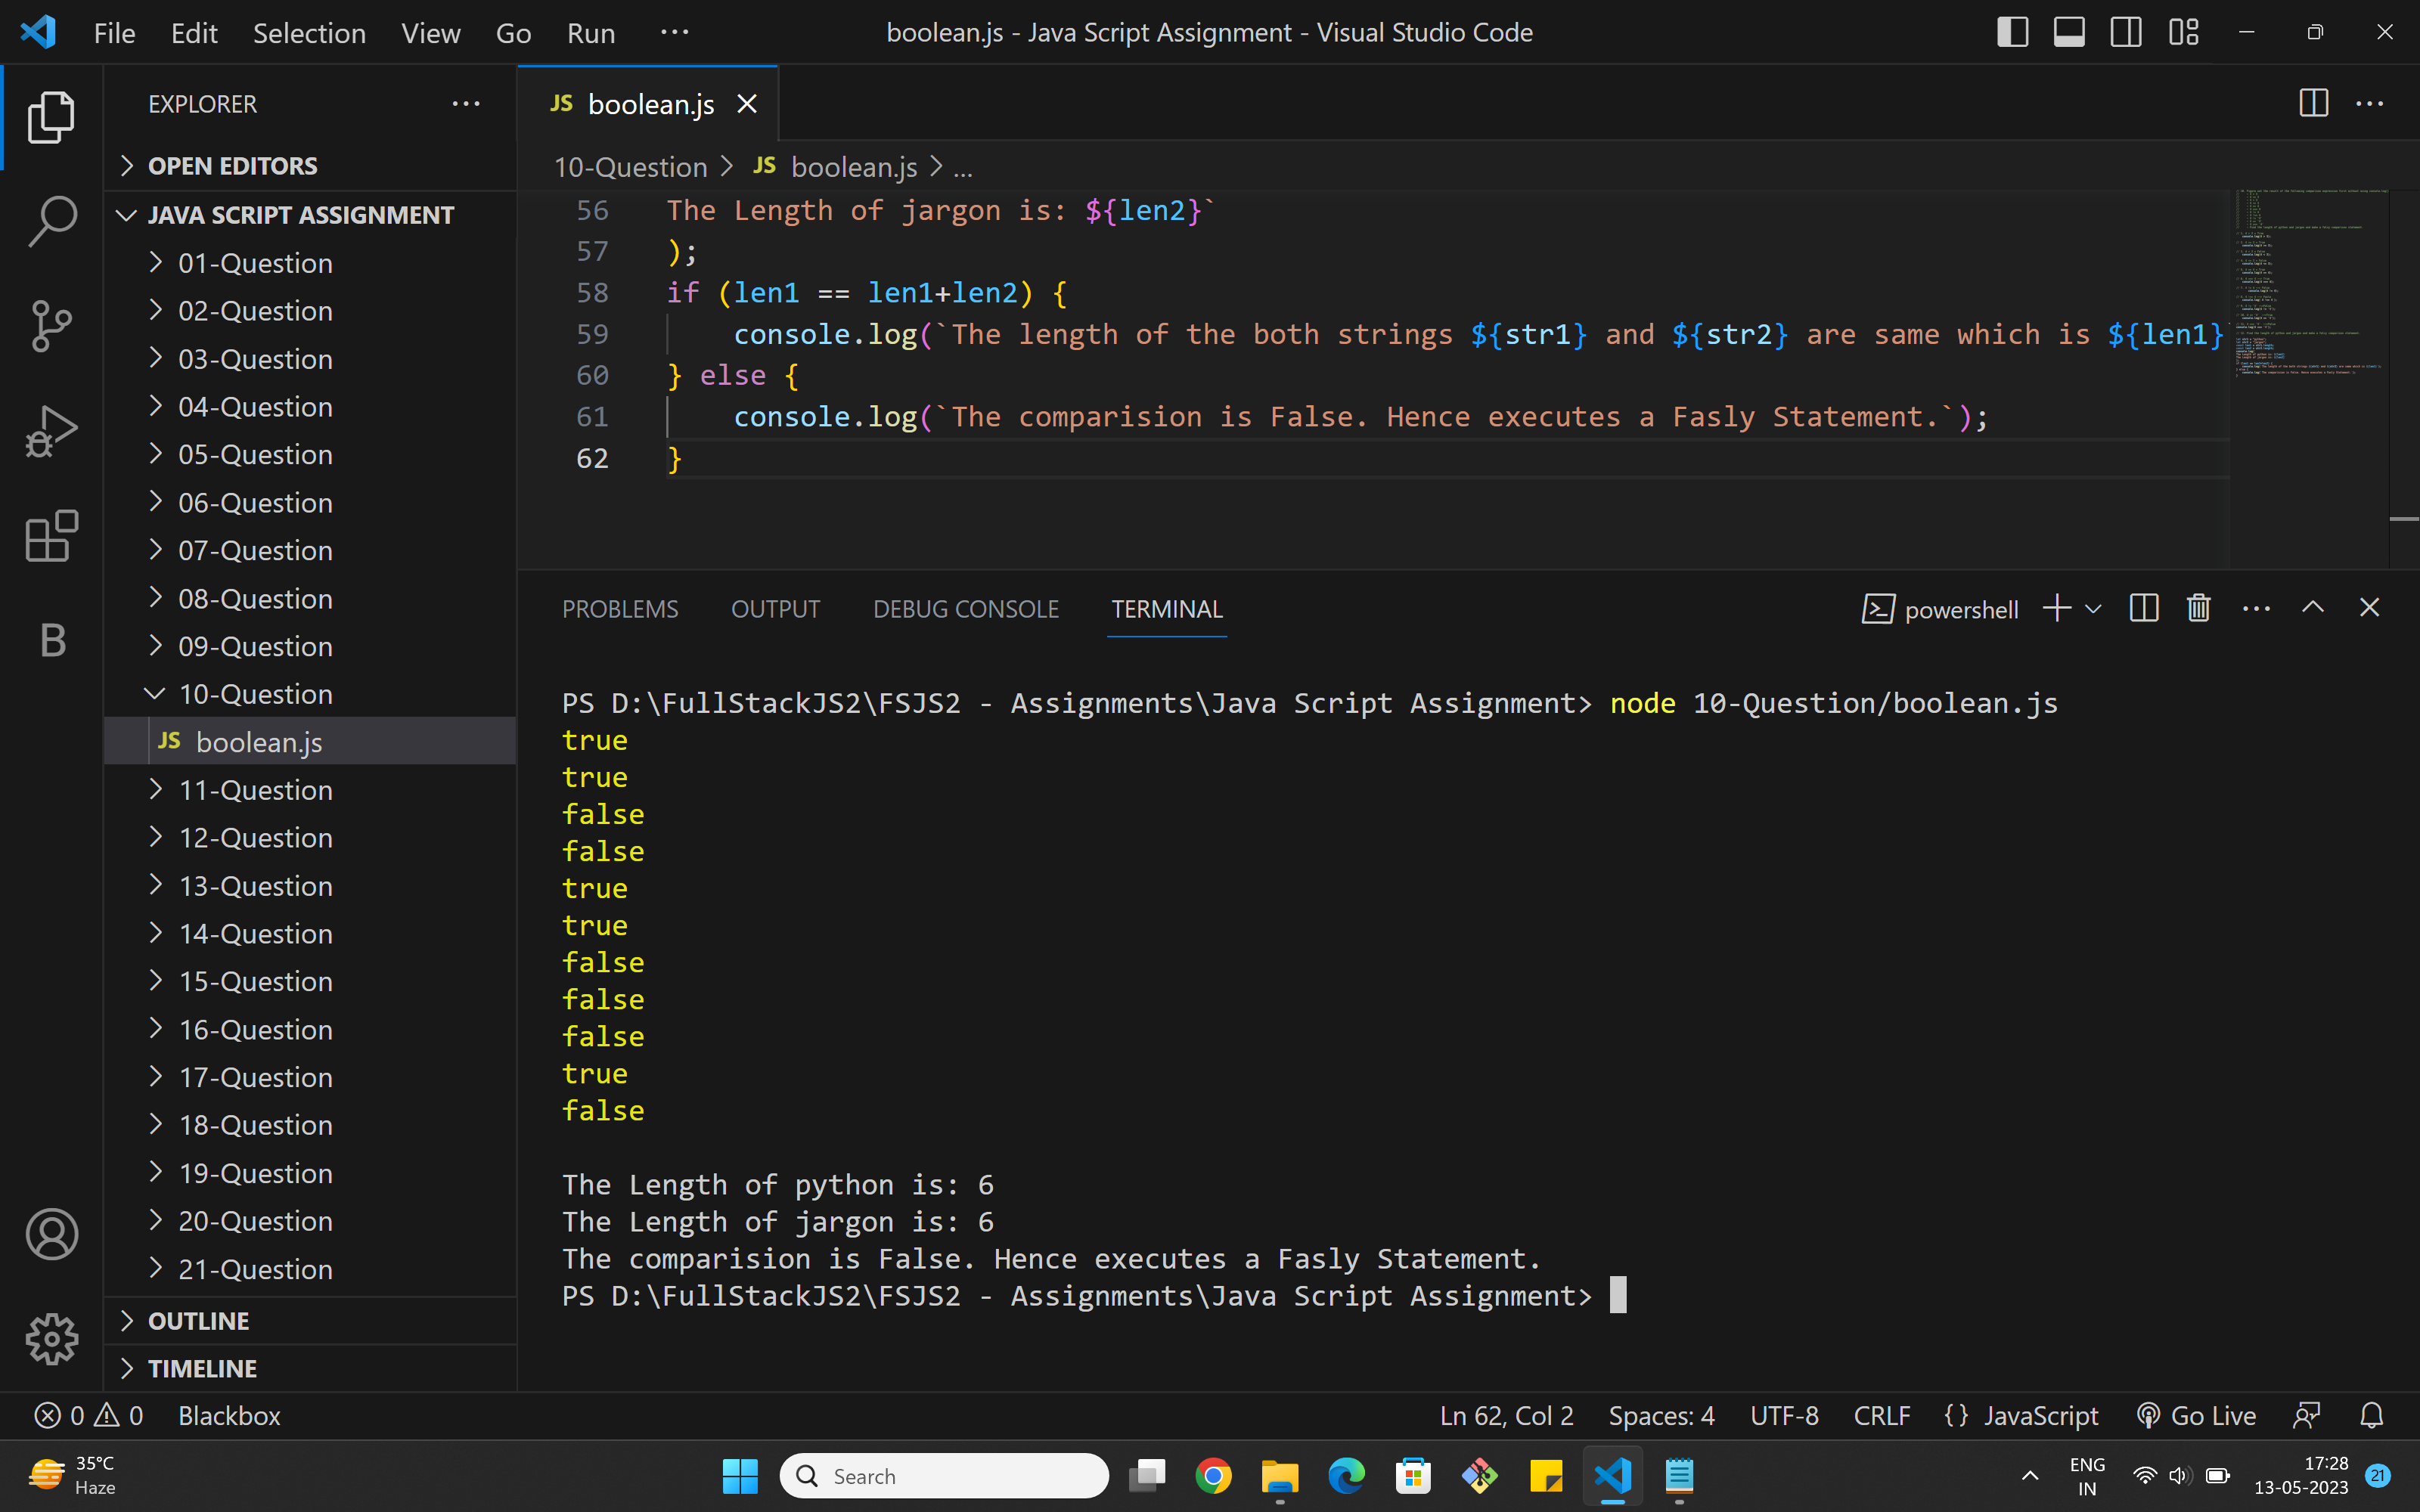 File Edit Selection View Go Run ··· boolean.js - Java Script Assignment - Visual Studio Code
EXPLORER ···
OPEN EDITORS
JAVA SCRIPT ASSIGNMENT
01-Question
02-Question
03-Question
04-Question
05-Question
06-Question
07-Question
08-Question
09-Question
10-Question
JS boolean.js
11-Question
12-Question
13-Question
14-Question
15-Question
16-Question
17-Question
18-Question
19-Question
20-Question
21-Question
OUTLINE
TIMELINE
B
JS boolean.js
10-Question > JS boolean.js > ...
56 The Length of jargon is: ${len2}`
57 );
58 if (len1 == len1+len2) {
59 console.log(`The length of the both strings ${str1} and ${str2} are same which is ${len1}
60 } else {
61 console.log(`The comparision is False. Hence executes a Fasly Statement.`);
62 }
PROBLEMS OUTPUT DEBUG CONSOLE TERMINAL powershell
PS D:\FullStackJS2\FSJS2 - Assignments\Java Script Assignment> node 10-Question/boolean.js
true
true
false
false
true
true
false
false
false
true
false
The Length of python is: 6
The Length of jargon is: 6
The comparision is False. Hence executes a Fasly Statement.
PS D:\FullStackJS2\FSJS2 - Assignments\Java Script Assignment>
0 0 Blackbox Ln 62, Col 2 Spaces: 4 UTF-8 CRLF {} JavaScript Go Live
35°C
Haze
Search
ENG
IN
17:28
13-05-2023
21